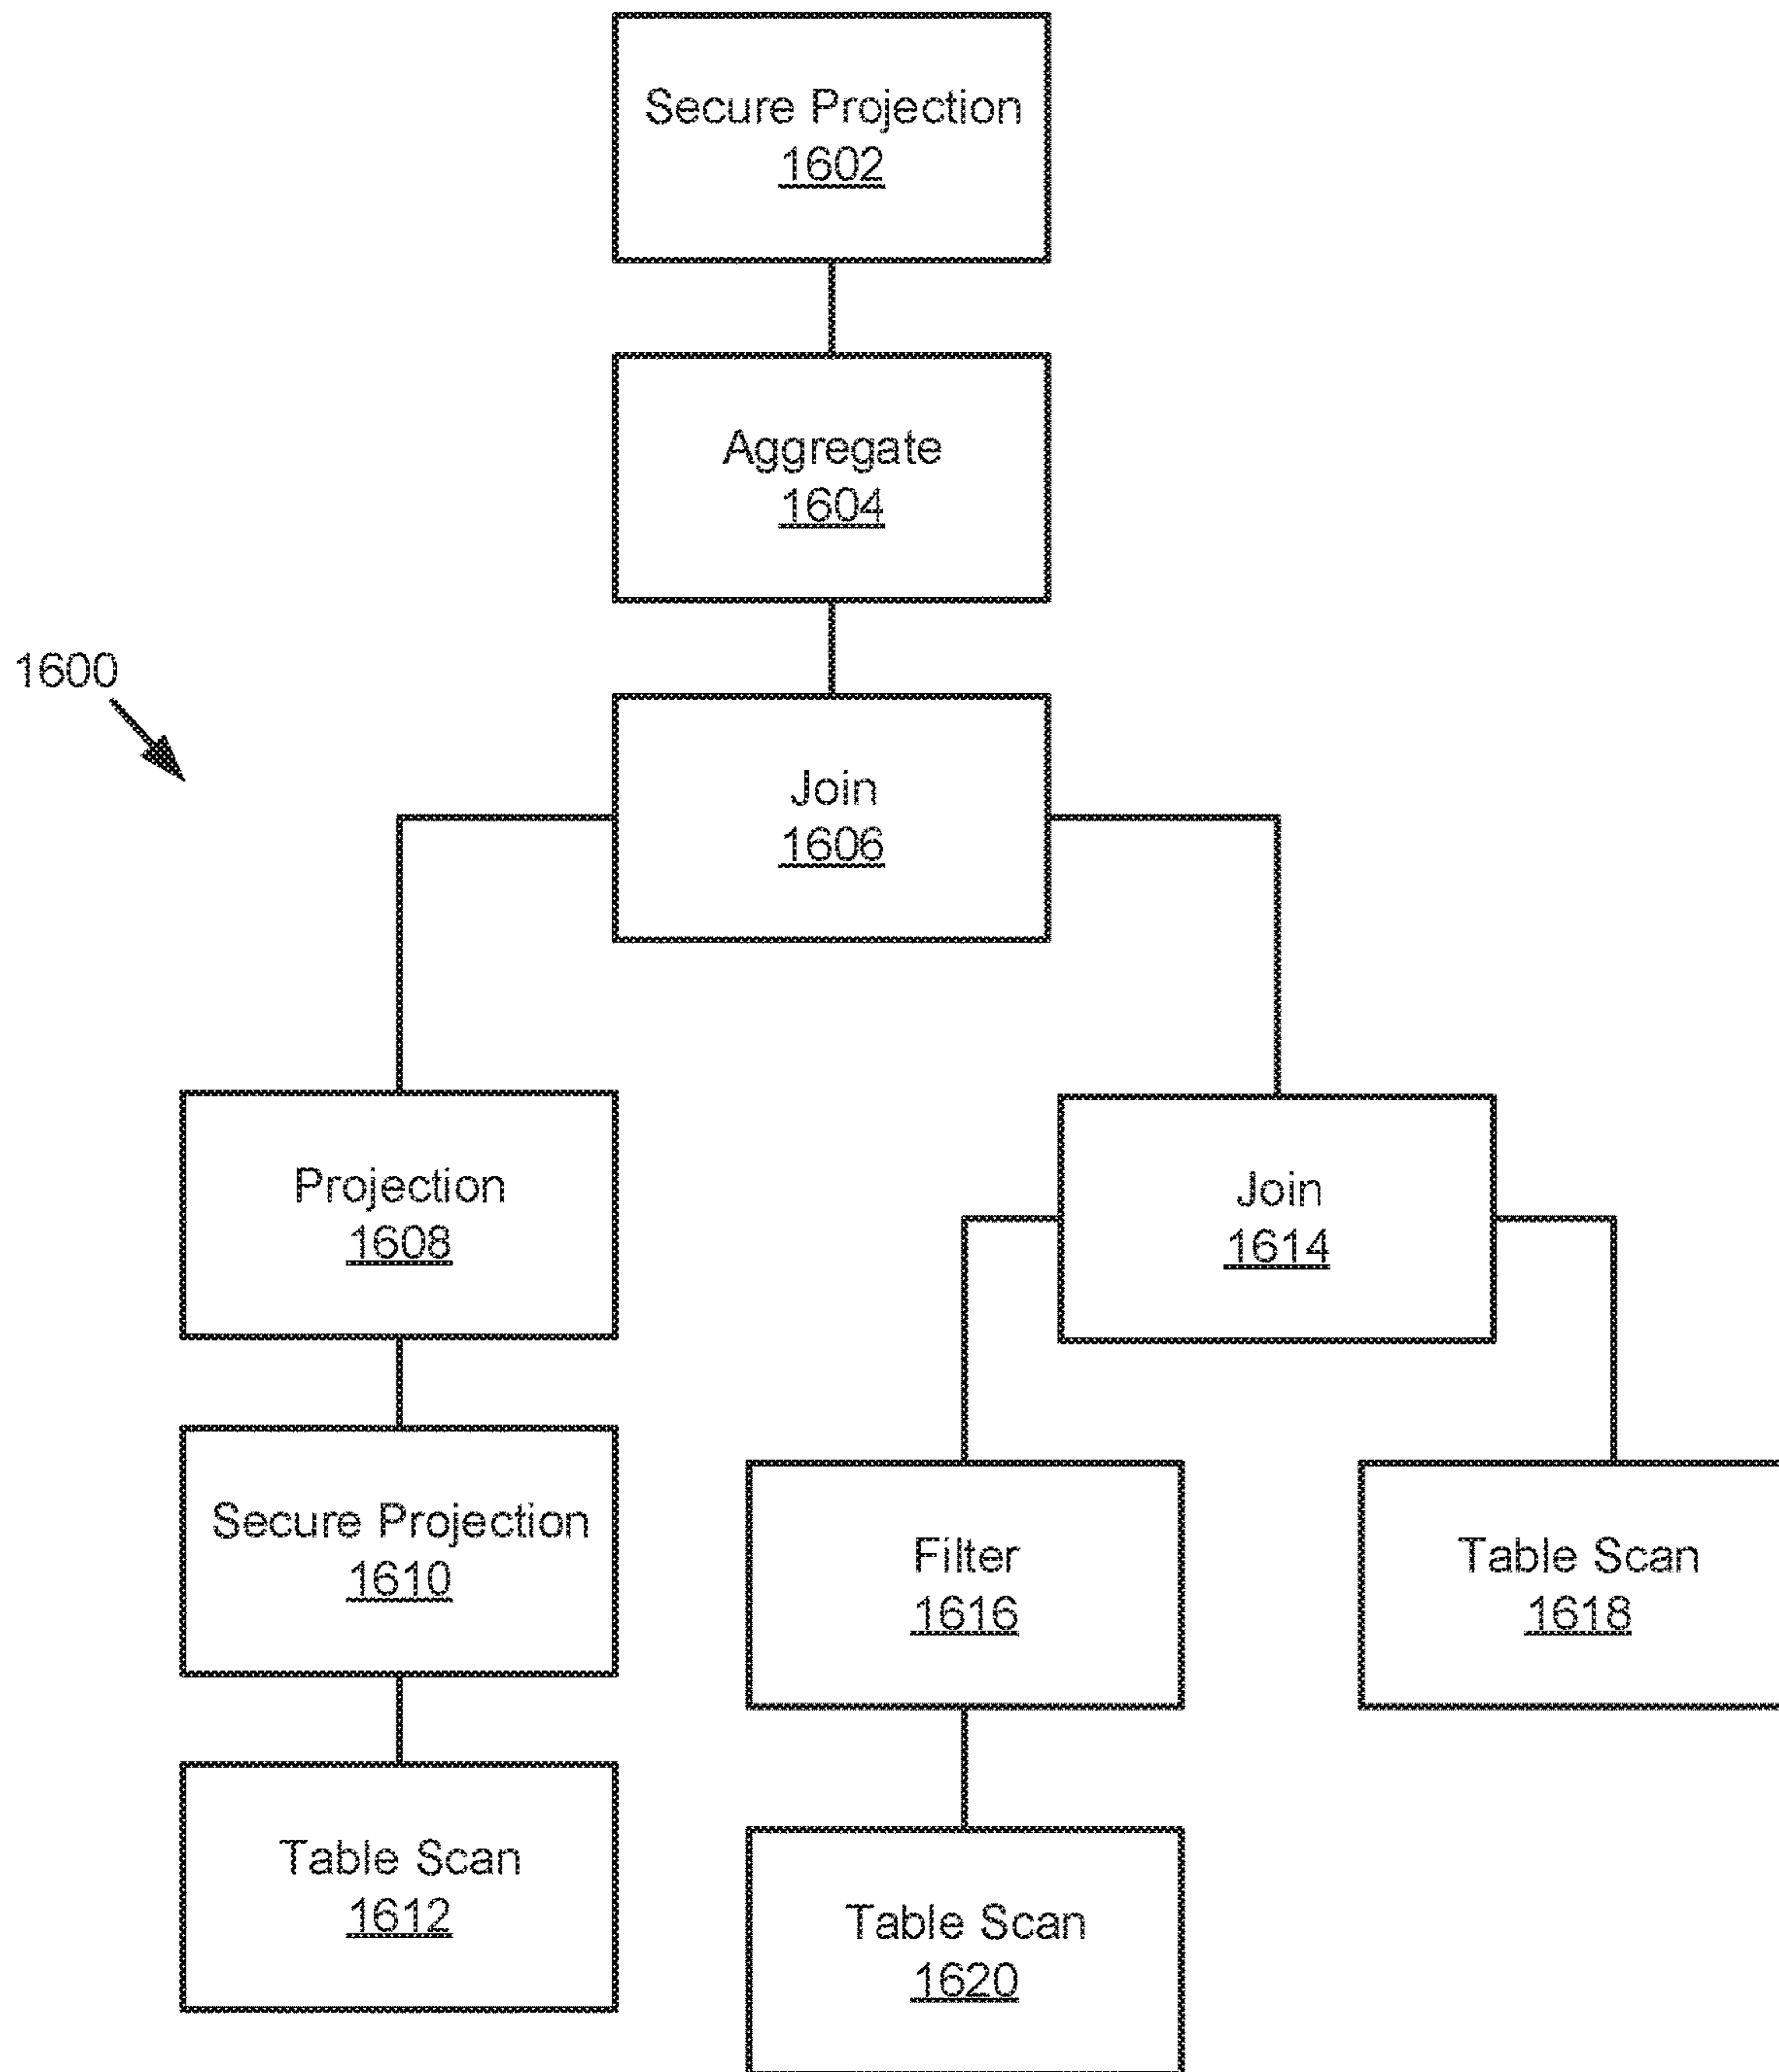 Secure Projection
1602
Aggregate
1604
1600
Join
1606
Projection
1608
Join
1614
Secure Projection
1610
Filter
1616
Table Scan
1618
Table Scan
1612
Table Scan
1620